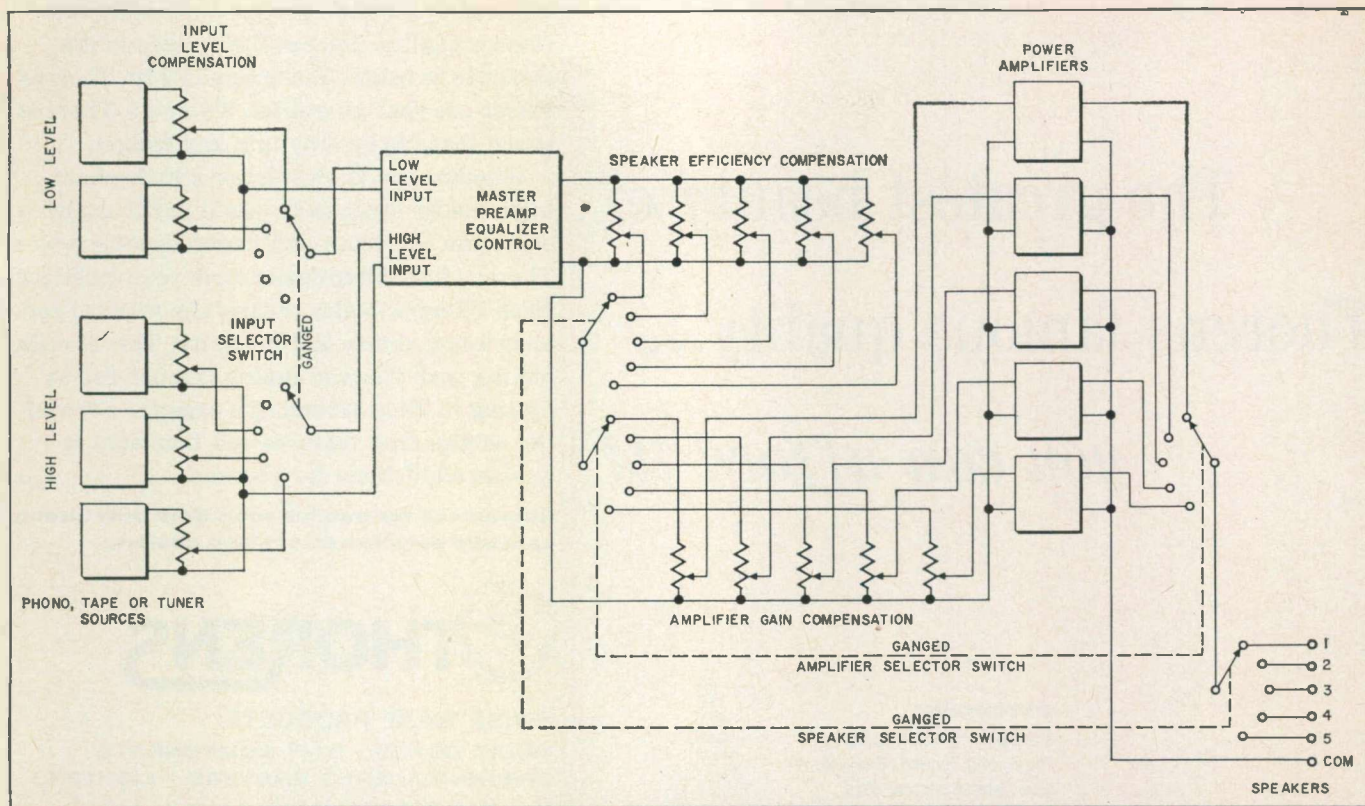 INPUT
LEVEL
COMPENSATION
POWER
AMPLIFIERS
LOW LEVEL
LOW
LEVEL
INPUT
MASTER
PREAMP
EQUALIZER
CONTROL
HIGH
LEVEL
INPUT
SPEAKER EFFICIENCY COMPENSATION
INPUT
SELECTOR
SWITCH
GANGED
HIGH LEVEL
PHONO, TAPE OR TUNER
SOURCES
AMPLIFIER GAIN COMPENSATION
GANGED
AMPLIFIER SELECTOR SWITCH
GANGED
SPEAKER SELECTOR SWITCH
1
2
3
4
5
COM
SPEAKERS